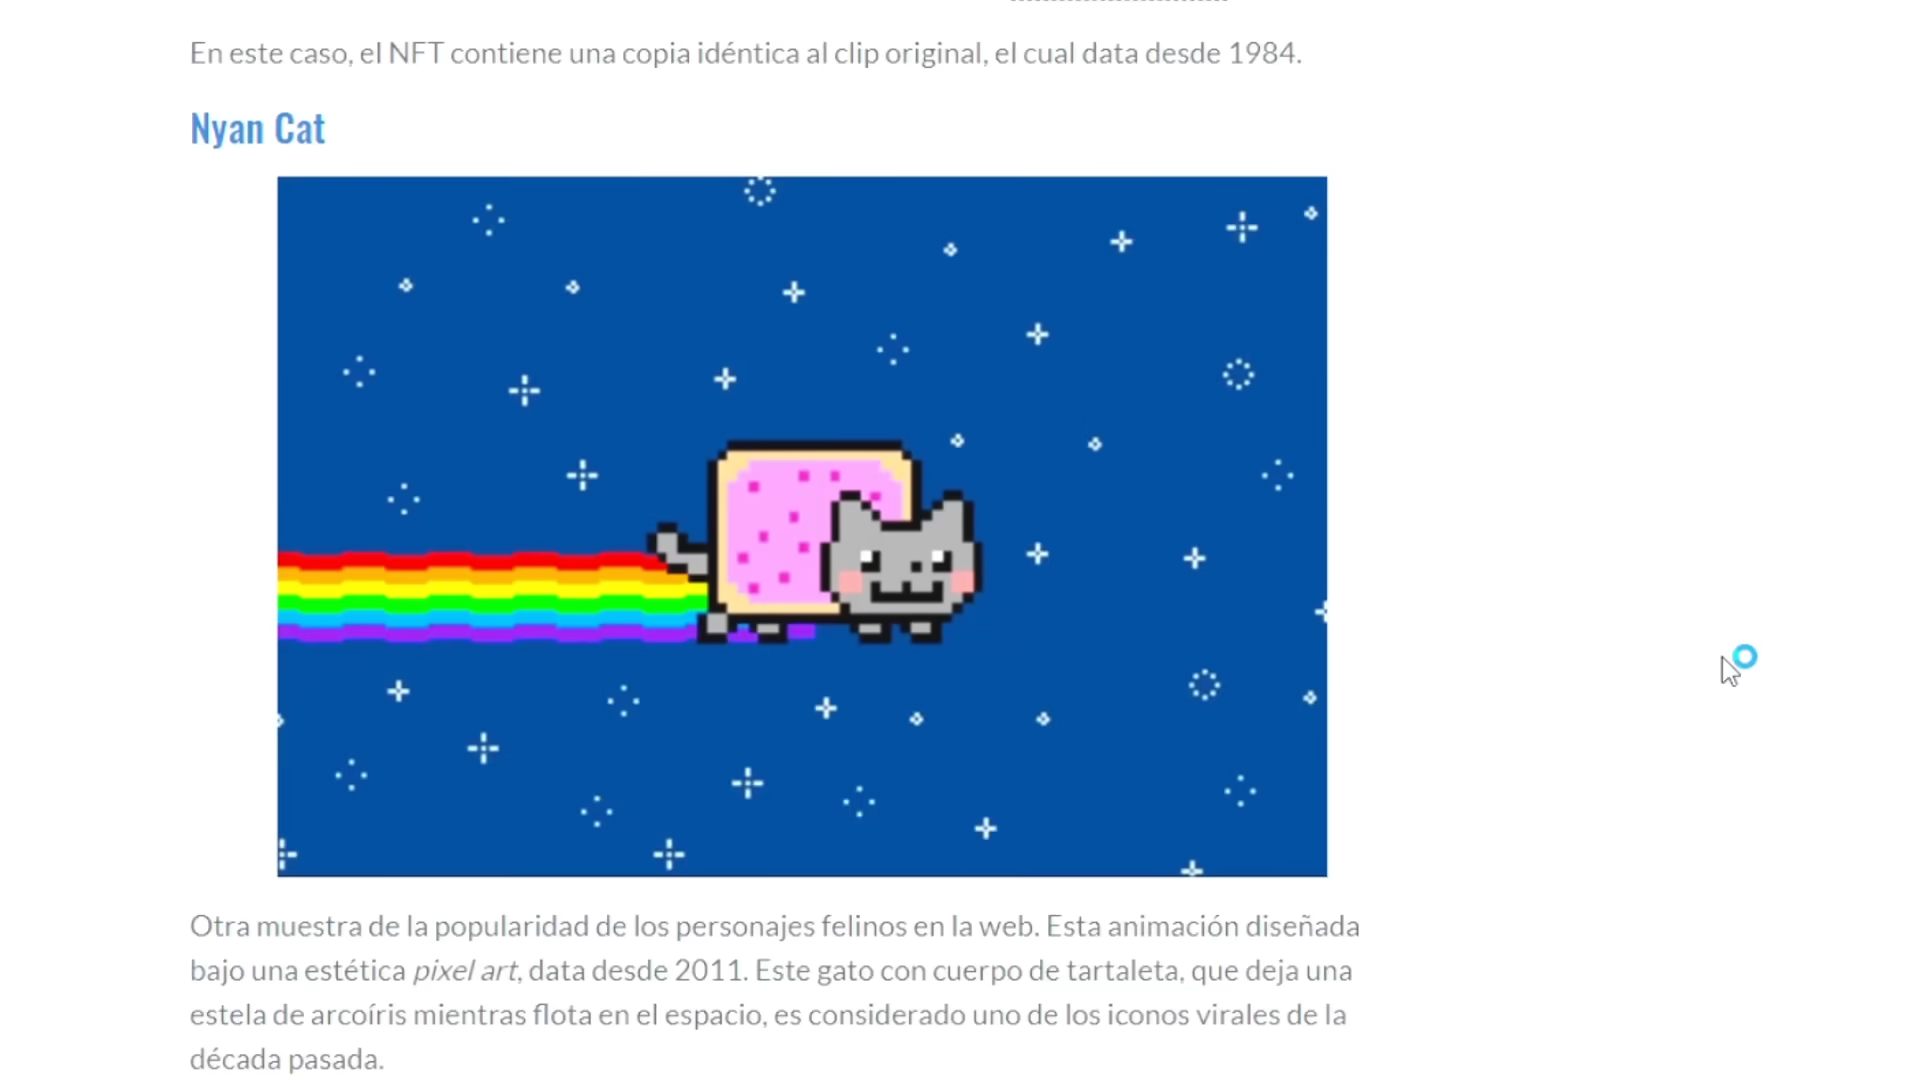 En este caso, el NFT contiene una copia idéntica al clip original, el cual data desde 1984.
Nyan Cat
Otra muestra de la popularidad de los personajes felinos en la web. Esta animación diseñada
bajo una estética pixel art, data desde 2011. Este gato con cuerpo de tartaleta, que deja una
estela de arcoíris mientras flota en el espacio, es considerado uno de los iconos virales de la
década pasada.